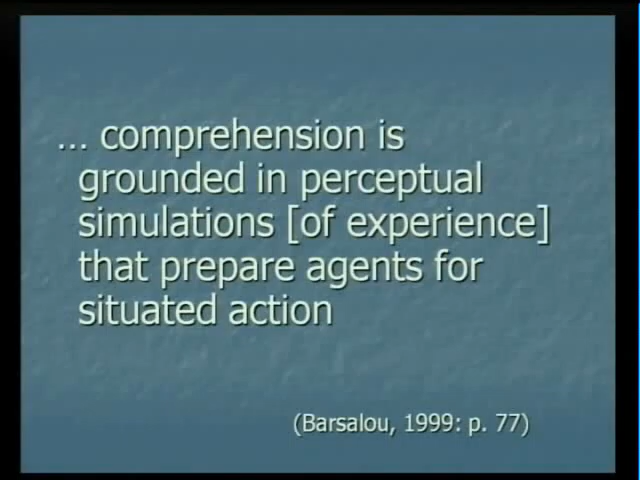 ... comprehension is
grounded in perceptual
simulations [of experience]
that prepare agents for
situated action
(Barsalou, 1999: p. 77)